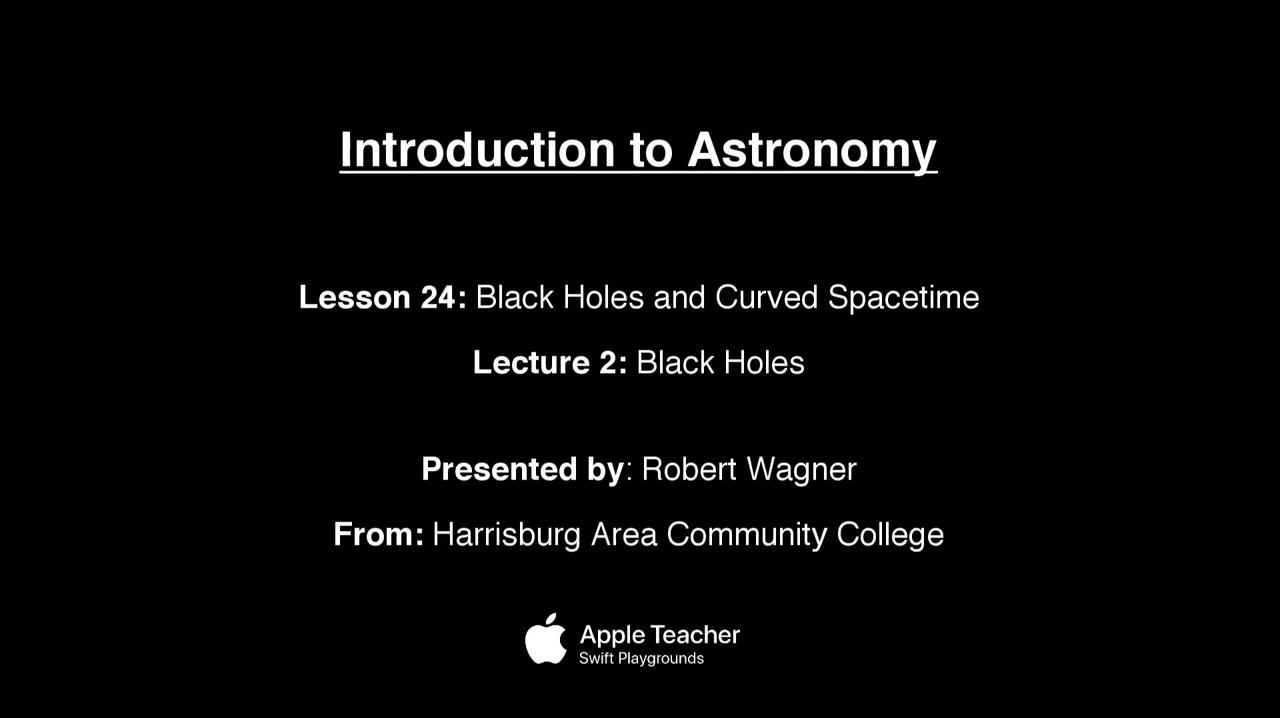 Introduction to Astronomy
Lesson 24: Black Holes and Curved Spacetime
Lecture 2: Black Holes
Presented by: Robert Wagner
From: Harrisburg Area Community College
Apple Teacher
Swift Playgrounds